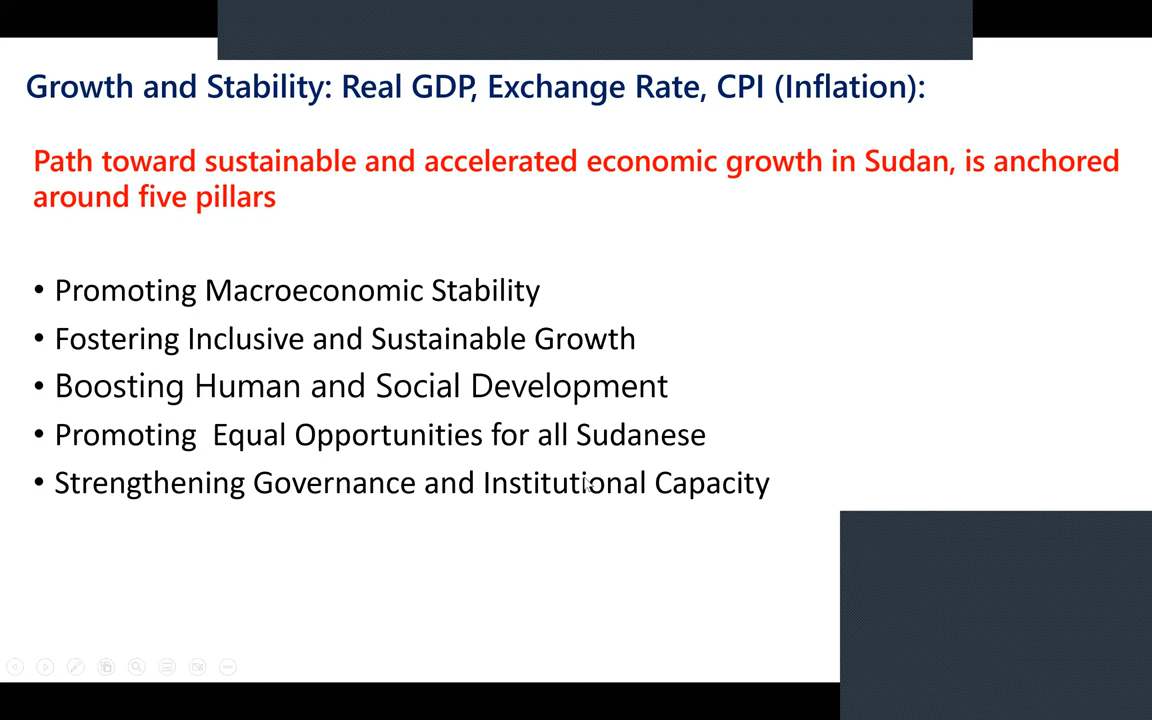 Growth and Stability: Real GDP, Exchange Rate, CPI (Inflation):
Path toward sustainable and accelerated economic growth in Sudan, is anchored
around five pillars
• Promoting Macroeconomic Stability
• Fostering Inclusive and Sustainable Growth
• Boosting Human and Social Development
• Promoting  Equal Opportunities for all Sudanese
• Strengthening Governance and Institutional Capacity